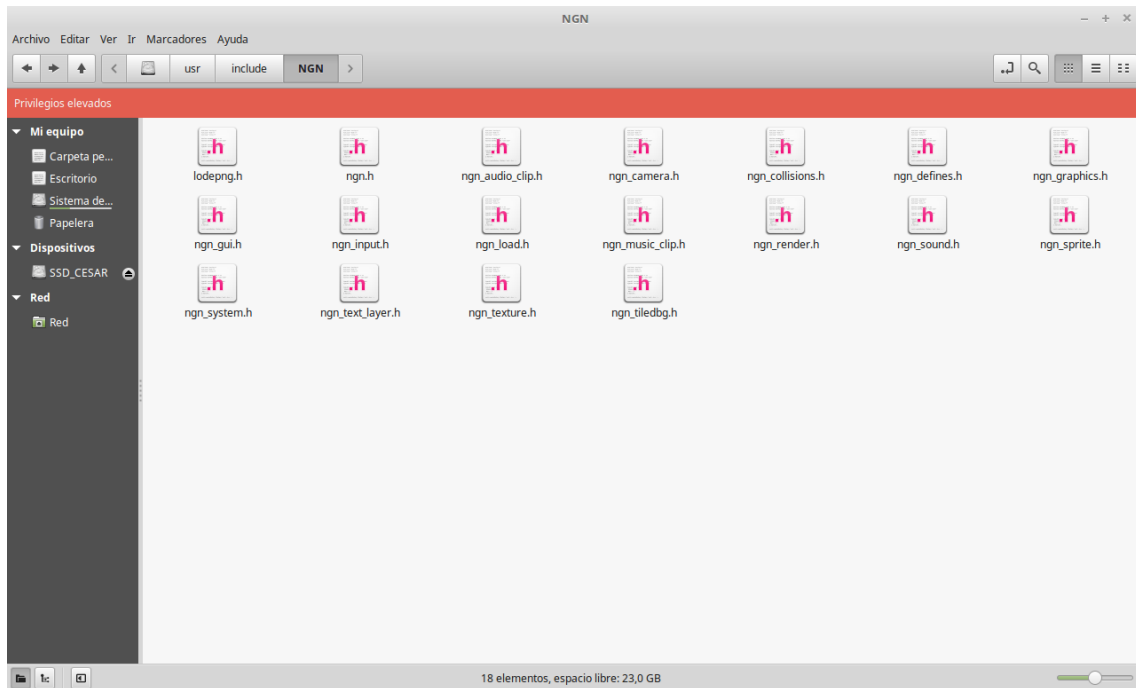 NGN
Archivo Editar Ver Ir Marcadores Ayuda
usr include NGN
Privilegios elevados
Mi equipo
Carpeta pe...
Escritorio
Sistema de...
Papelera
Dispositivos
SSD_CESAR
Red
Red
.h .h .h .h .h .h .h
lodepng.h ngn.h ngn_audio_clip.h ngn_camera.h ngn_collisions.h ngn_defines.h ngn_graphics.h
.h .h .h .h .h .h .h
ngn_gui.h ngn_input.h ngn_load.h ngn_music_clip.h ngn_render.h ngn_sound.h ngn_sprite.h
.h .h .h .h
ngn_system.h ngn_text_layer.h ngn_texture.h ngn_tiledbg.h
18 elementos, espacio libre: 23,0 GB